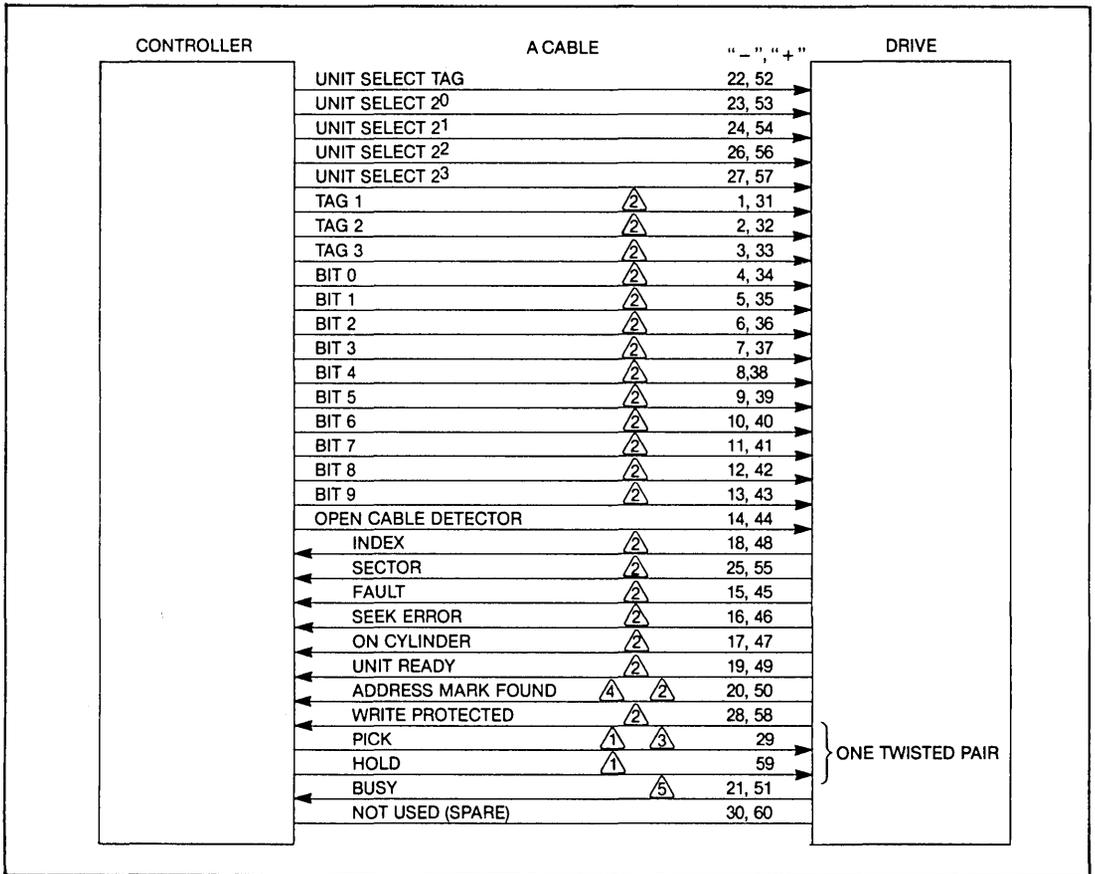 CONTROLLER A CABLE "–", "+" DRIVE
UNIT SELECT TAG 22, 52
UNIT SELECT 2⁰ 23, 53
UNIT SELECT 2¹ 24, 54
UNIT SELECT 2² 26, 56
UNIT SELECT 2³ 27, 57
TAG 1 2 1, 31
TAG 2 2 2, 32
TAG 3 2 3, 33
BIT 0 2 4, 34
BIT 1 2 5, 35
BIT 2 2 6, 36
BIT 3 2 7, 37
BIT 4 2 8,38
BIT 5 2 9, 39
BIT 6 2 10, 40
BIT 7 2 11, 41
BIT 8 2 12, 42
BIT 9 2 13, 43
OPEN CABLE DETECTOR 14, 44
INDEX 2 18, 48
SECTOR 2 25, 55
FAULT 2 15, 45
SEEK ERROR 2 16, 46
ON CYLINDER 2 17, 47
UNIT READY 2 19, 49
ADDRESS MARK FOUND 4 2 20, 50
WRITE PROTECTED 2 28, 58
PICK 1 3 29
ONE TWISTED PAIR
HOLD 1 59
BUSY 5 21, 51
NOT USED (SPARE) 30, 60